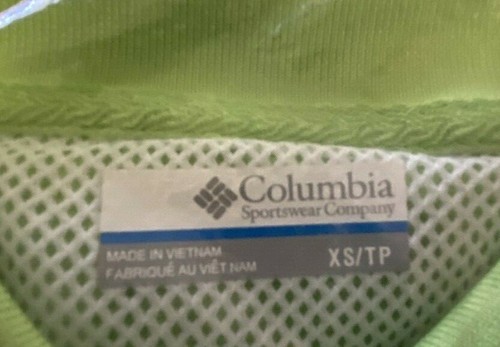 Columbia
Sportswear Company
MADE IN VIETNAM
FABRIQUÉ AU VIÊT NAM
XS/TP